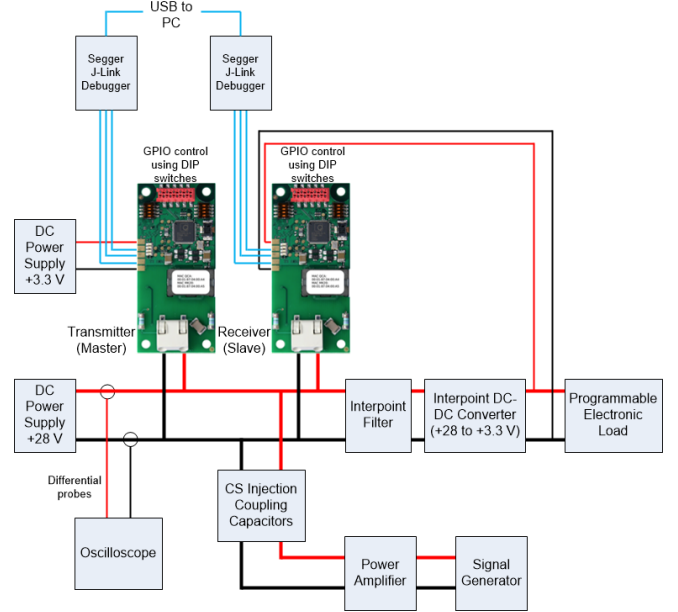 USB to
PC
Segger
J-Link
Debugger
Segger
J-Link
Debugger
GPIO control
using DIP
switches
GPIO control
using DIP
switches
DC
Power
Supply
+3.3 V
Transmitter
(Master)
Receiver
(Slave)
DC
Power
Supply
+28 V
Interpoint
Filter
Interpoint DC-
DC Converter
(+28 to +3.3 V)
Programmable
Electronic
Load
Differential
probes
CS Injection
Coupling
Capacitors
Oscilloscope
Power
Amplifier
Signal
Generator